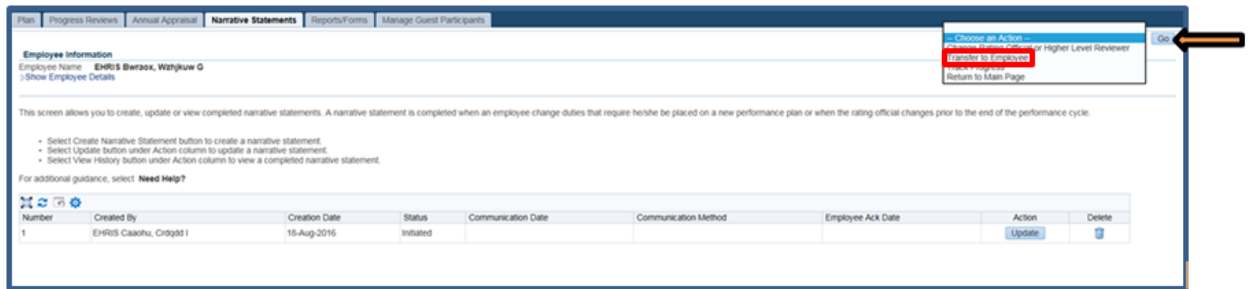 Plan Progress Reviews Annual Appraisal Narrative Statements Reports/Forms Manage Guest Participants
-- Choose an Action --
Go
Change Rating Official or Higher Level Reviewer
Transfer to Employee
Track Progress
Return to Main Page
Employee Information
Employee Name EHRIS Bwraox, Wzhjkuw G
Show Employee Details
This screen allows you to create, update or view completed narrative statements. A narrative statement is completed when an employee change duties that require he/she be placed on a new performance plan or when the rating official changes prior to the end of the performance cycle.
• Select Create Narrative Statement button to create a narrative statement.
• Select Update button under Action column to update a narrative statement.
• Select View History button under Action column to view a completed narrative statement.
For additional guidance, select Need Help?
Number Created By Creation Date Status Communication Date Communication Method Employee Ack Date Action Delete
1 EHRIS Caaohu, Crdqdd I 18-Aug-2016 Initiated Update